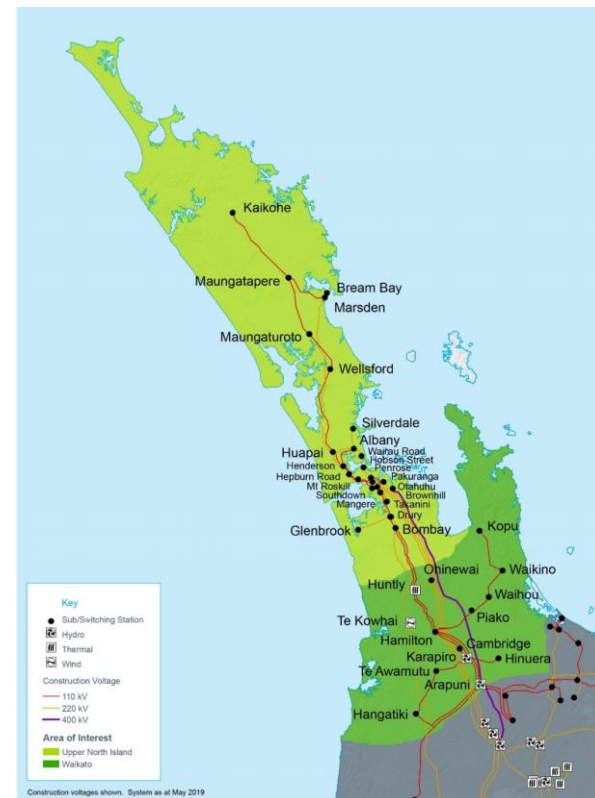 Kaikohe
Maungatapere
Bream Bay
Marsden
Maungaturoto
Wellsford
Silverdale
Albany
Huapai
Wairau Road
Hobson Street
Henderson
Penrose
Hepburn Road
Pakuranga
Mt Roskill
Otahuhu
Southdown
Brownhill
Mangere
Takanini
Drury
Glenbrook
Bombay
Kopu
Ohinewai
Waikino
Huntly
Waihou
Te Kowhai
Piako
Hamilton
Cambridge
Karapiro
Hinuera
Te Awamutu
Arapuni
Hangatiki
Key
Sub/Switching Station
Hydro
Thermal
Wind
Construction Voltage
110 kV
220 kV
400 kV
Area of Interest
Upper North Island
Waikato
Construction voltages shown. System as at May 2019